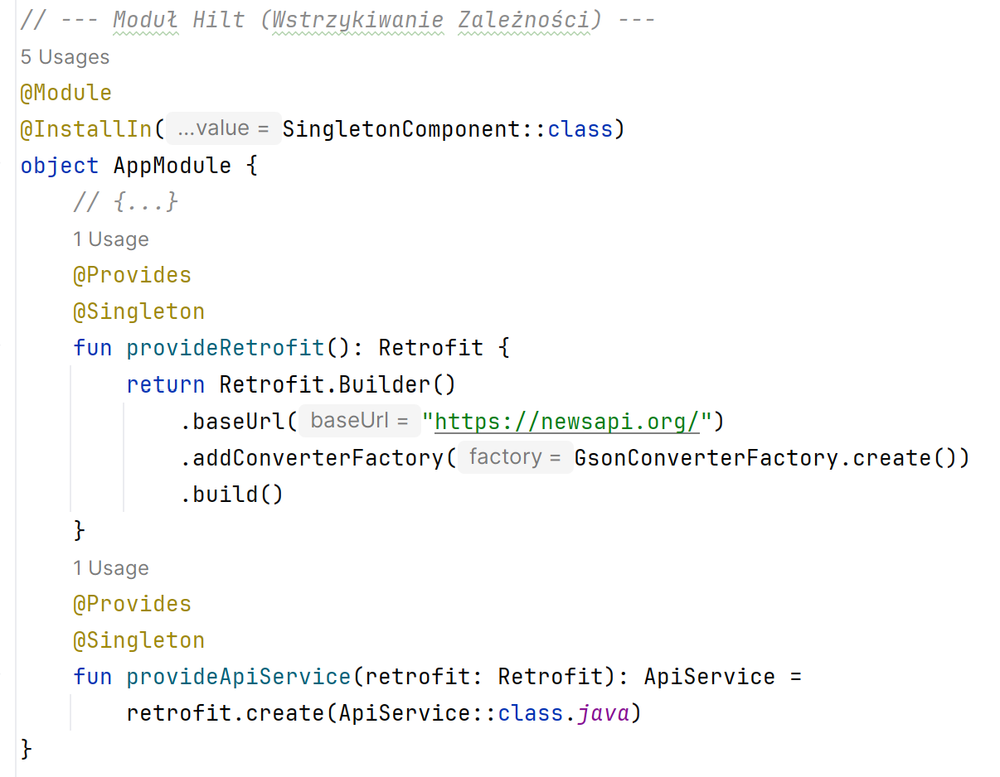 // --- Moduł Hilt (Wstrzykiwanie Zależności) ---
5 Usages
@Module
@InstallIn( ...value = SingletonComponent::class)
object AppModule {
// {...}
1 Usage
@Provides
@Singleton
fun provideRetrofit(): Retrofit {
return Retrofit.Builder()
.baseUrl( baseUrl = "https://newsapi.org/")
.addConverterFactory( factory = GsonConverterFactory.create())
.build()
}
1 Usage
@Provides
@Singleton
fun provideApiService(retrofit: Retrofit): ApiService =
retrofit.create(ApiService::class.java)
}